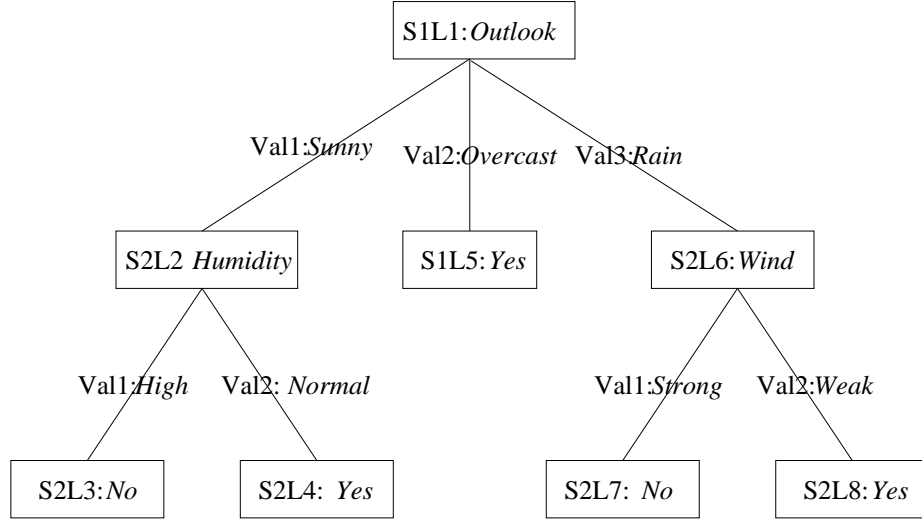 S1L1: Outlook
Val1: Sunny
Val2: Overcast
Val3: Rain
S2L2 Humidity
S1L5: Yes
S2L6: Wind
Val1: High
Val2: Normal
Val1: Strong
Val2: Weak
S2L3: No
S2L4: Yes
S2L7: No
S2L8: Yes